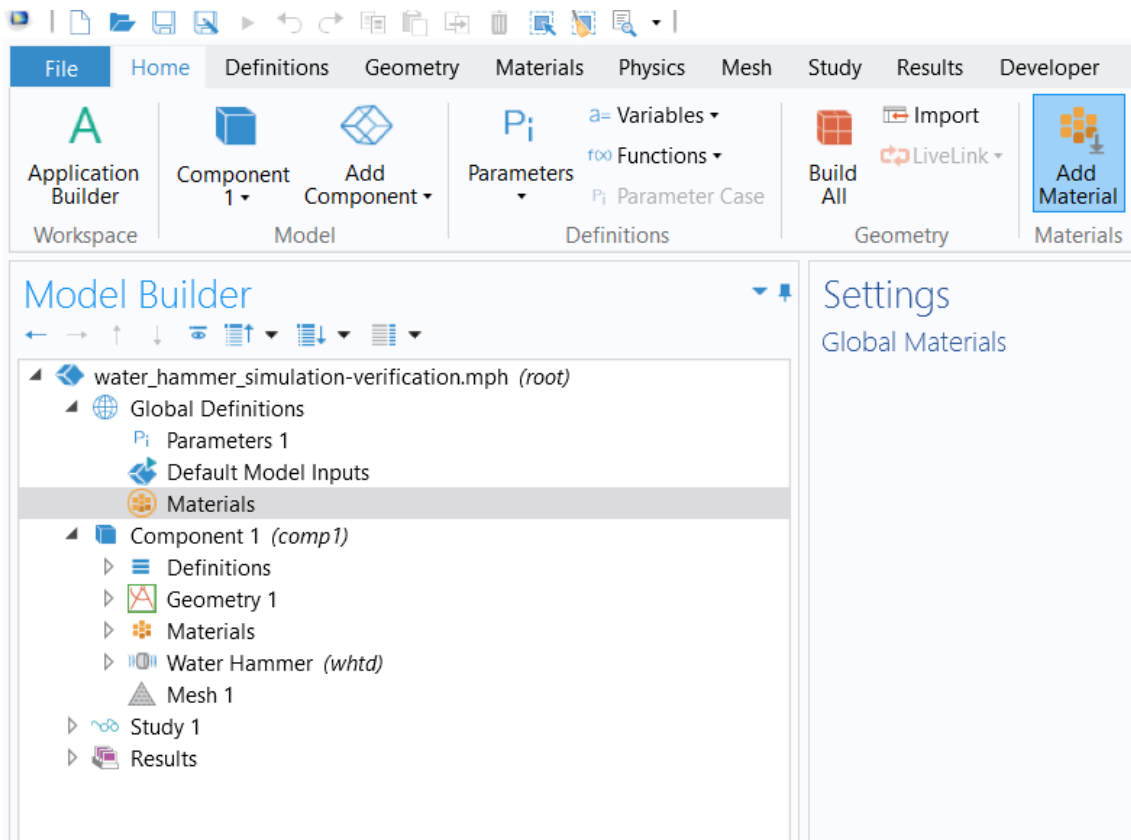 File Home Definitions Geometry Materials Physics Mesh Study Results Developer
A Application Builder
Component 1
Add Component
Pi Parameters
a= Variables
f(x) Functions
Pi Parameter Case
Build All
Import
LiveLink
Add Material
Workspace Model Definitions Geometry Materials
Model Builder
water_hammer_simulation-verification.mph (root)
Global Definitions
Pi Parameters 1
Default Model Inputs
Materials
Component 1 (comp1)
Definitions
Geometry 1
Materials
Water Hammer (whtd)
Mesh 1
Study 1
Results
Settings
Global Materials